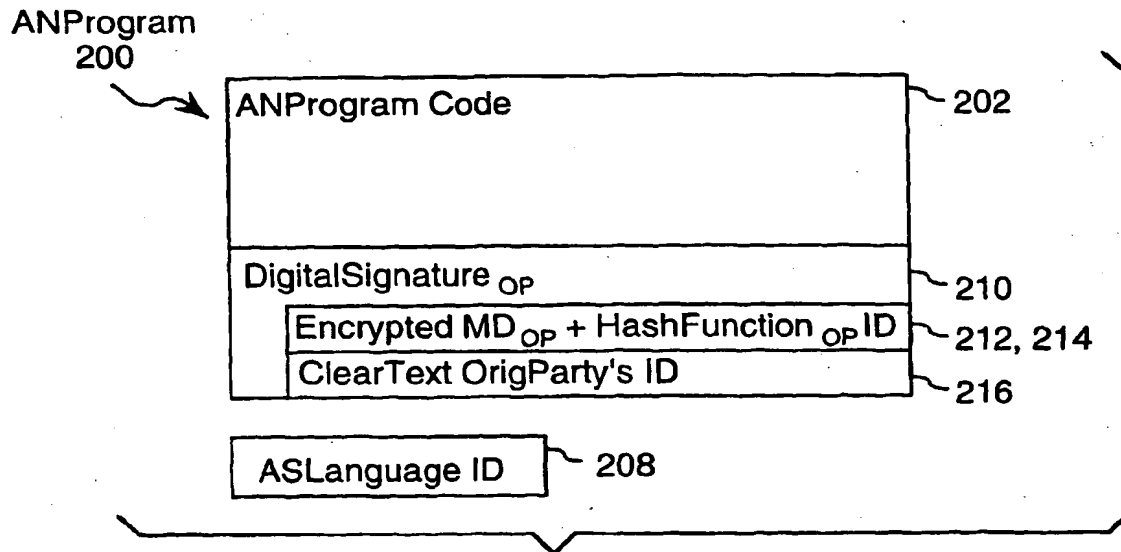 ANProgram
200
ANProgram Code
202
DigitalSignature OP
210
Encrypted MD OP + HashFunction OP ID
212, 214
ClearText OrigParty's ID
216
ASLanguage ID
208